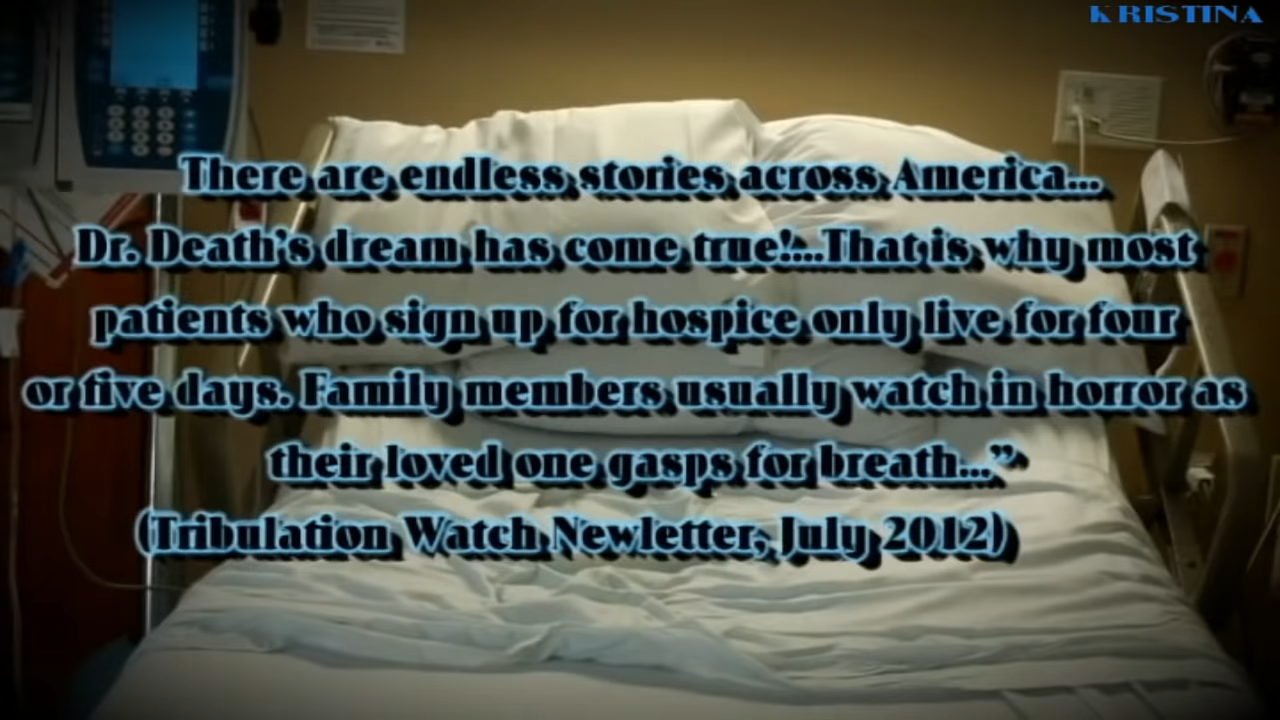 KRISTINA
There are endless stories across America...
Dr. Death's dream has come true!....That is why most
patients who sign up for hospice only live for four
or five days. Family members usually watch in horror as
their loved one gasps for breath...”
(Tribulation Watch Newletter, July 2012)